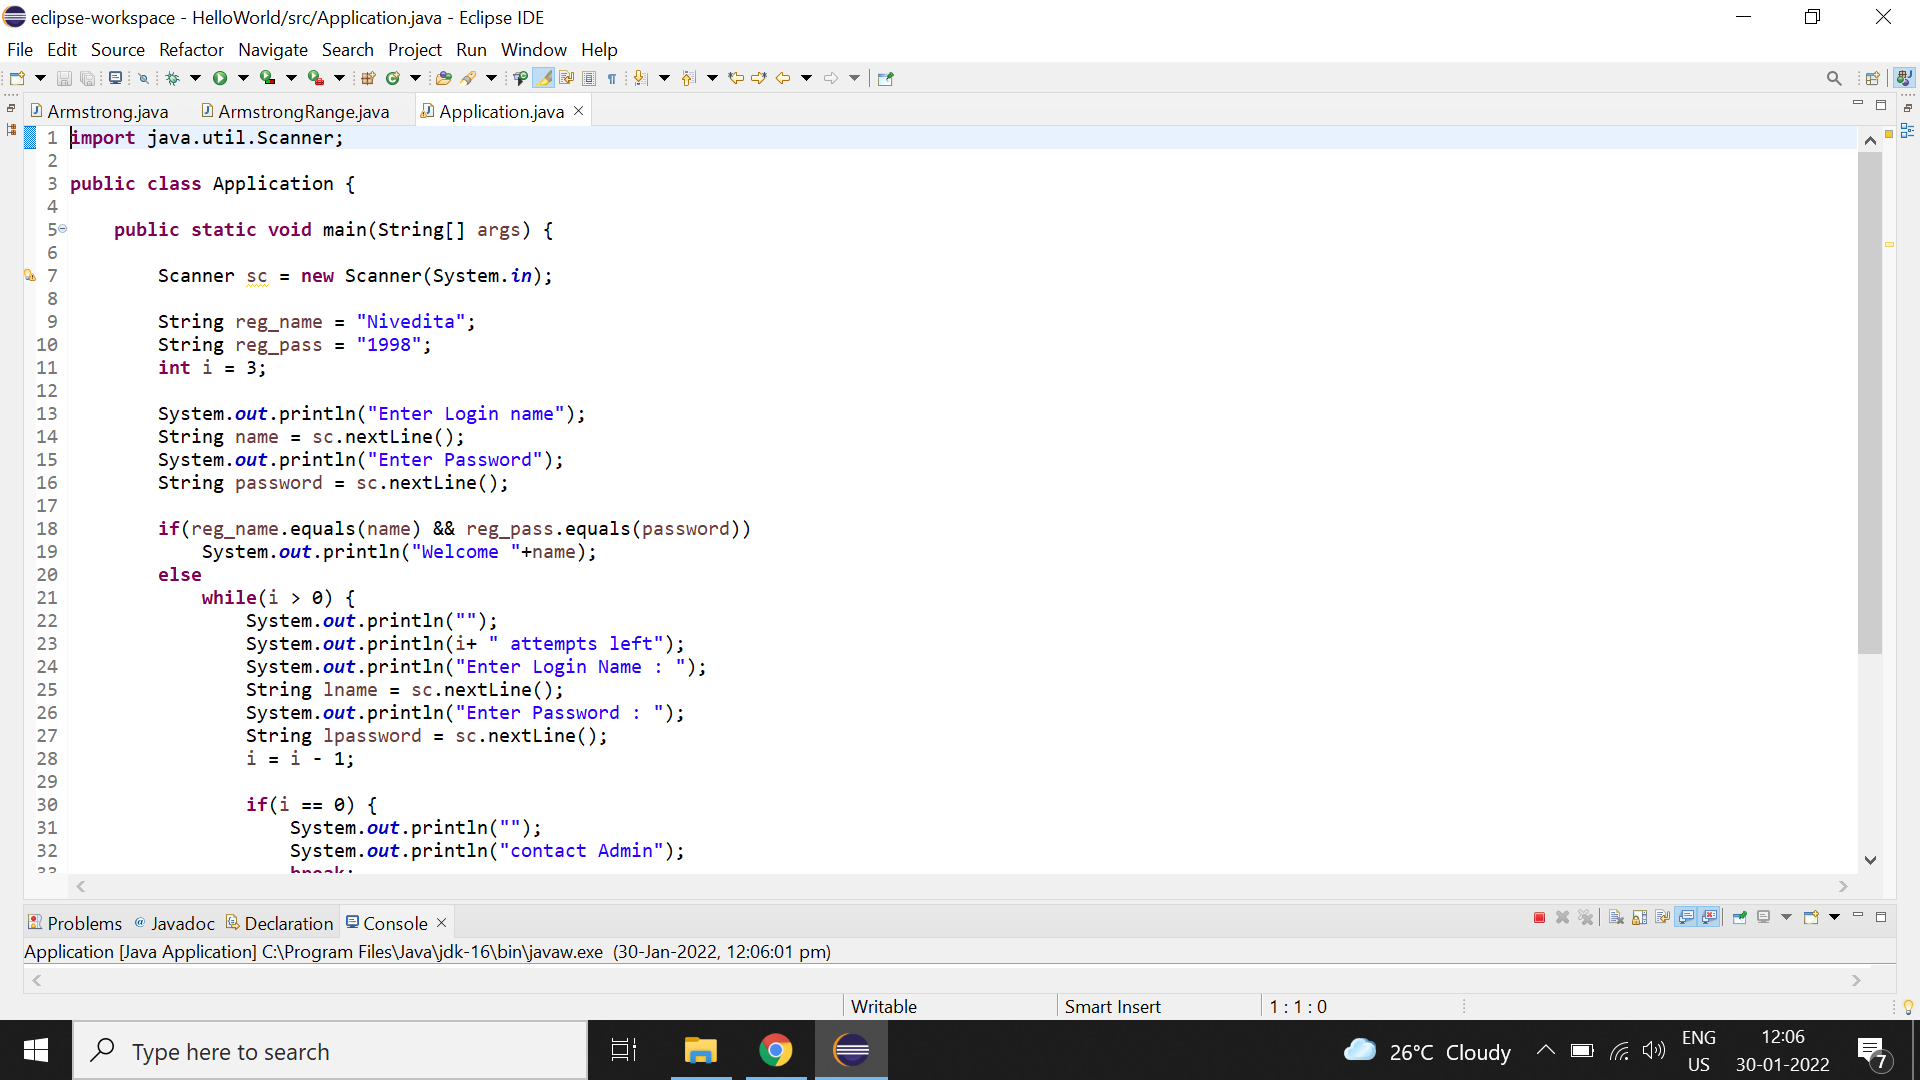 eclipse-workspace - HelloWorld/src/Application.java - Eclipse IDE
File Edit Source Refactor Navigate Search Project Run Window Help
Armstrong.java ArmstrongRange.java Application.java
1 import java.util.Scanner;
2
3 public class Application {
4
5 public static void main(String[] args) {
6
7 Scanner sc = new Scanner(System.in);
8
9 String reg_name = "Nivedita";
10 String reg_pass = "1998";
11 int i = 3;
12
13 System.out.println("Enter Login name");
14 String name = sc.nextLine();
15 System.out.println("Enter Password");
16 String password = sc.nextLine();
17
18 if(reg_name.equals(name) && reg_pass.equals(password))
19 System.out.println("Welcome "+name);
20 else
21 while(i > 0) {
22 System.out.println("");
23 System.out.println(i+ " attempts left");
24 System.out.println("Enter Login Name : ");
25 String lname = sc.nextLine();
26 System.out.println("Enter Password : ");
27 String lpassword = sc.nextLine();
28 i = i - 1;
29
30 if(i == 0) {
31 System.out.println("");
32 System.out.println("contact Admin");
33 break;
Problems Javadoc Declaration Console
Application [Java Application] C:\Program Files\Java\jdk-16\bin\javaw.exe (30-Jan-2022, 12:06:01 pm)
Writable Smart Insert 1 : 1 : 0
Type here to search
26°C Cloudy
ENG
US
12:06
30-01-2022
7